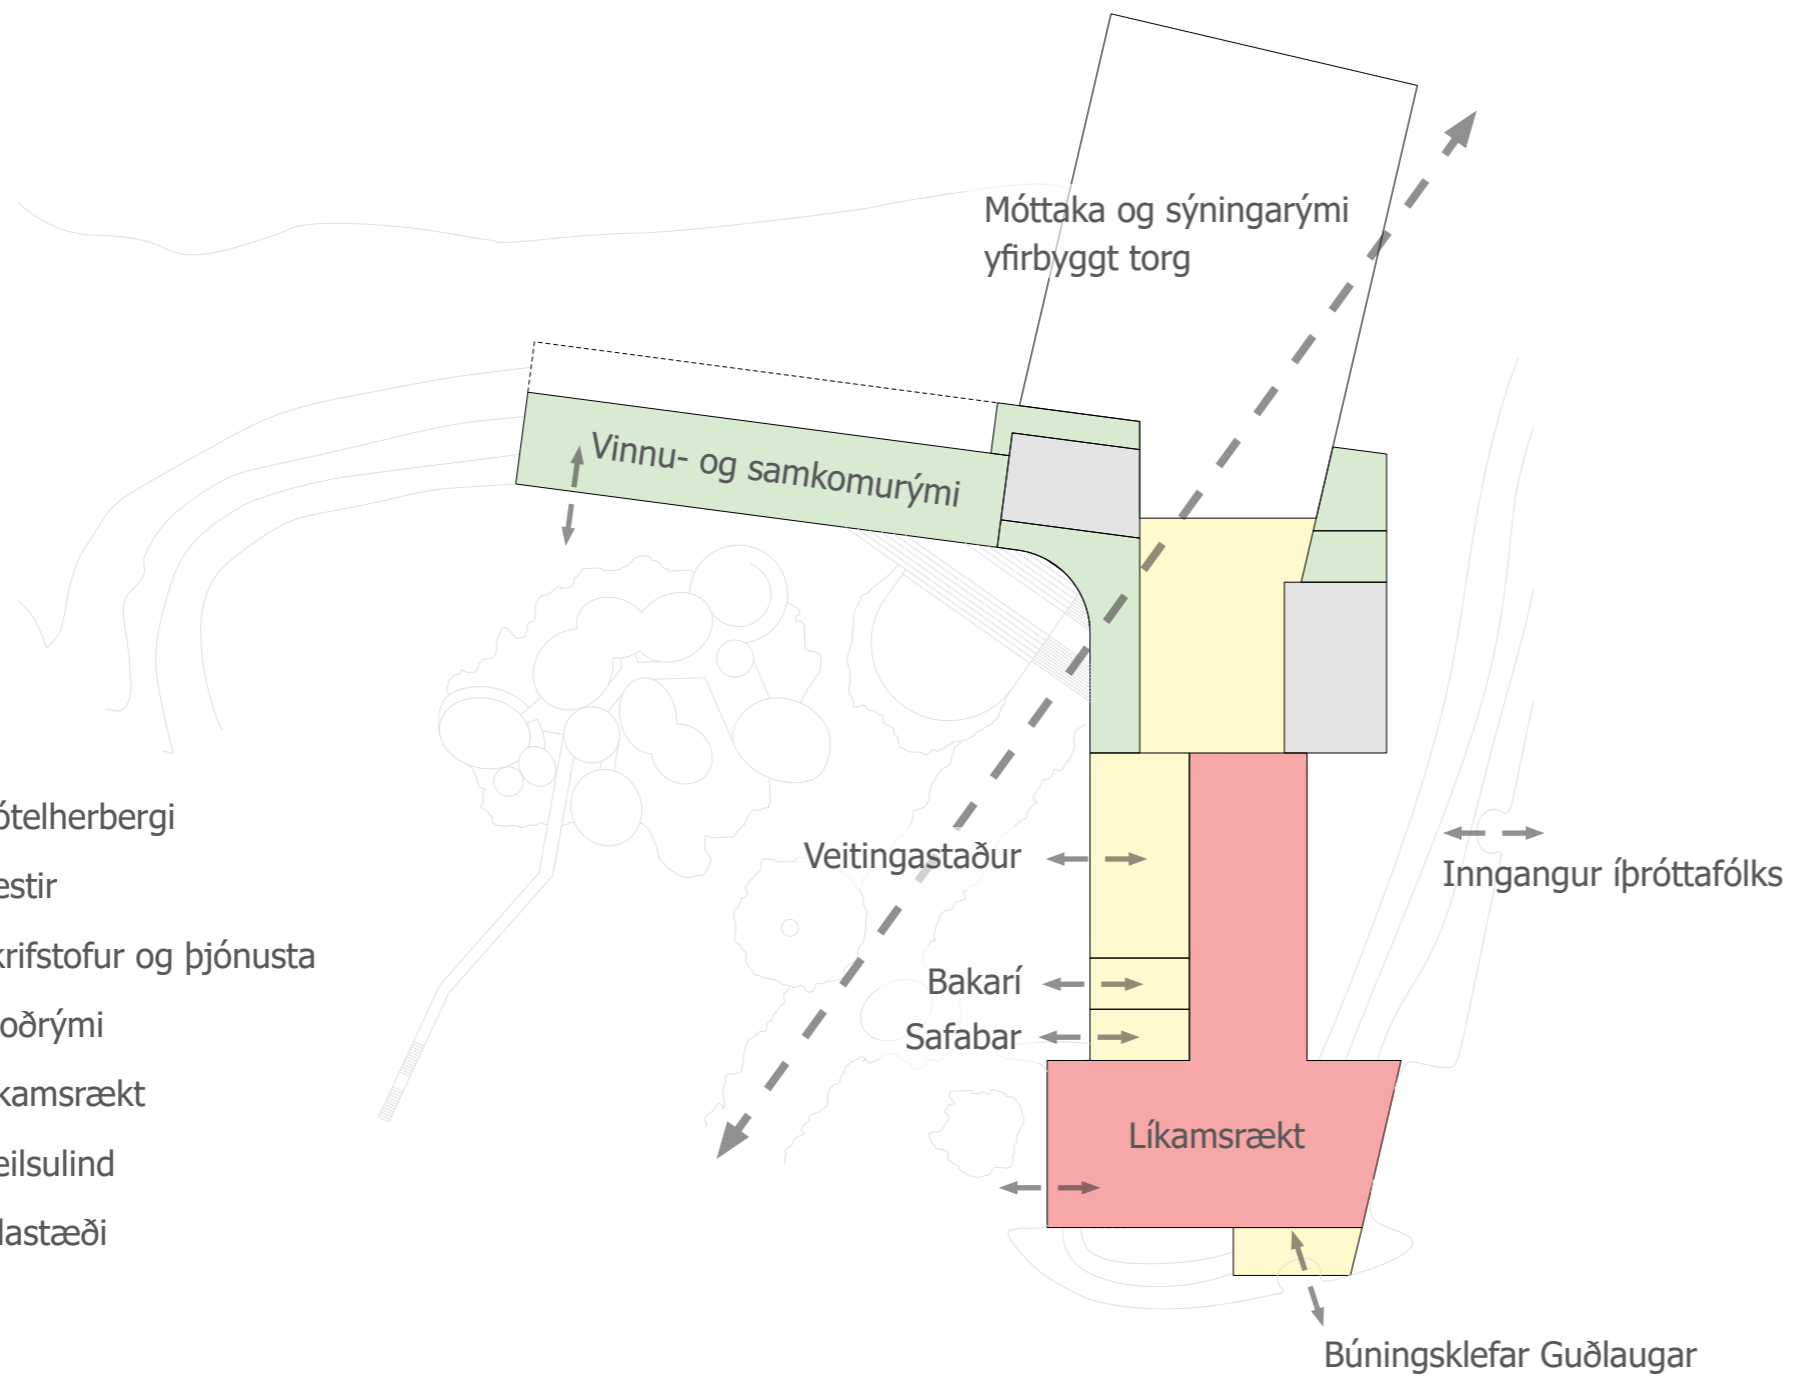 Móttaka og sýningarými
yfirbyggt torg
Vinnu- og samkomurými
ótelherbergi
estir
krifstofur og þjónusta
oðrými
kamsrækt
eilsulind
lastæði
Veitingastaður
Bakarí
Safabar
Inngangur íþróttafólks
Líkamsrækt
Búningsklefar Guðlaugar